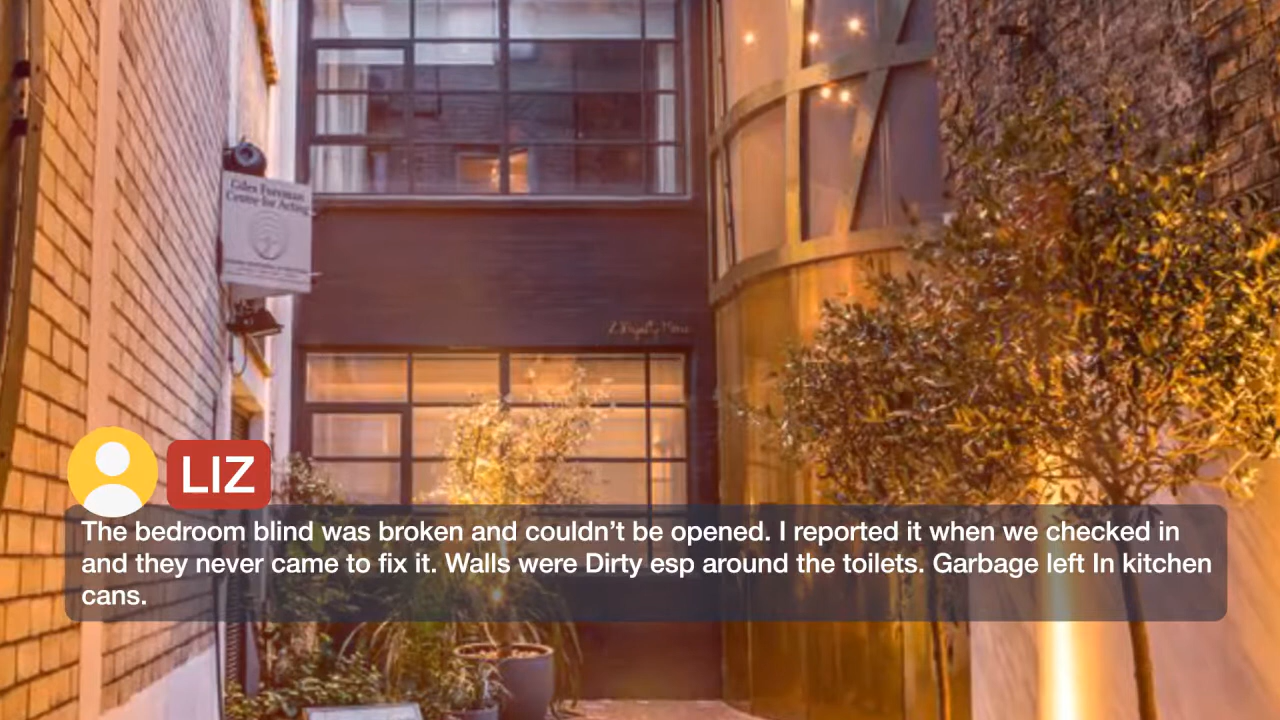 Giles Foreman
Centre for Acting
LIZ
The bedroom blind was broken and couldn't be opened. I reported it when we checked in
and they never came to fix it. Walls were Dirty esp around the toilets. Garbage left In kitchen
cans.